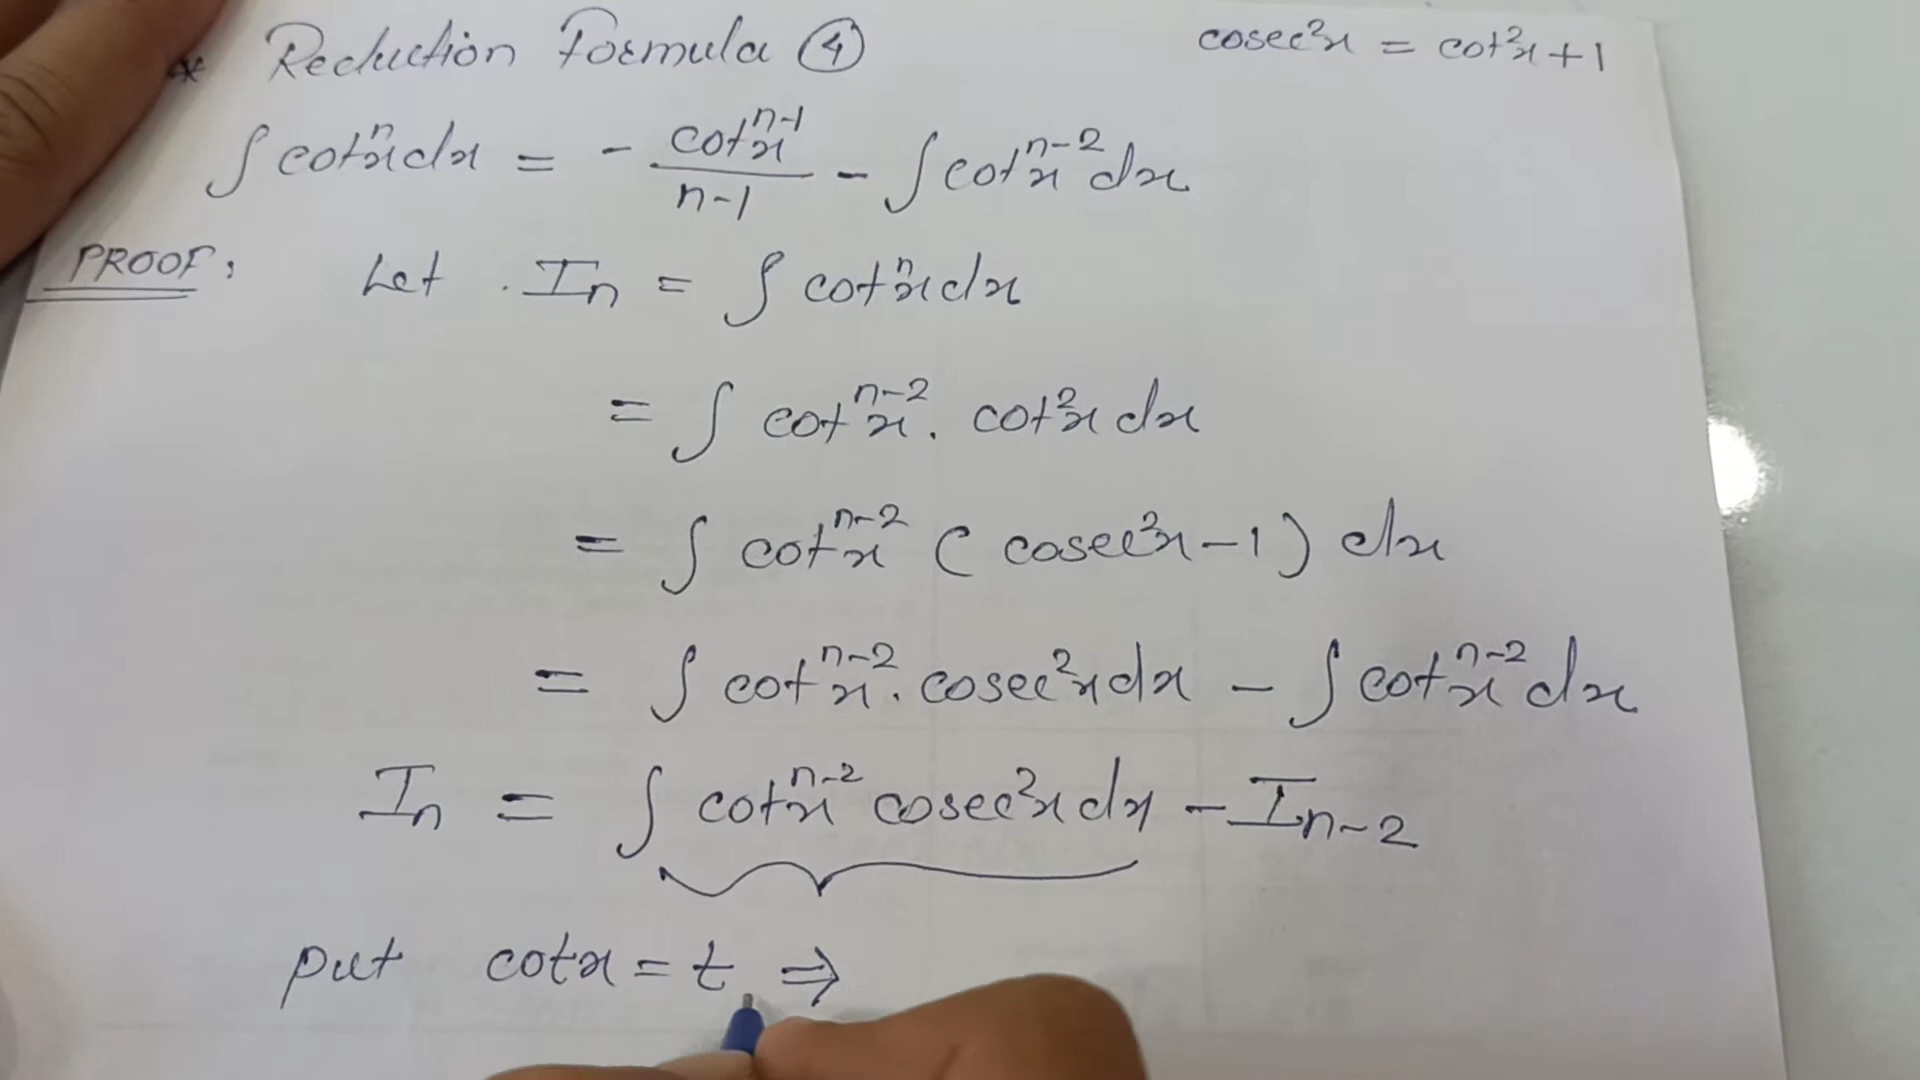 * Reduction Formula ④
cosec²x = cot²x + 1
∫ cotⁿx dx = - cotⁿ⁻¹x / n-1 - ∫ cotⁿ⁻²x dx
PROOF: Let . Iₙ = ∫ cotⁿx dx
= ∫ cotⁿ⁻²x . cot²x dx
= ∫ cotⁿ⁻²x ( cosec²x - 1 ) dx
= ∫ cotⁿ⁻²x . cosec²x dx - ∫ cotⁿ⁻²x dx
Iₙ = ∫ cotⁿ⁻²x cosec²x dx - Iₙ₋₂
put cotx = t ⇒